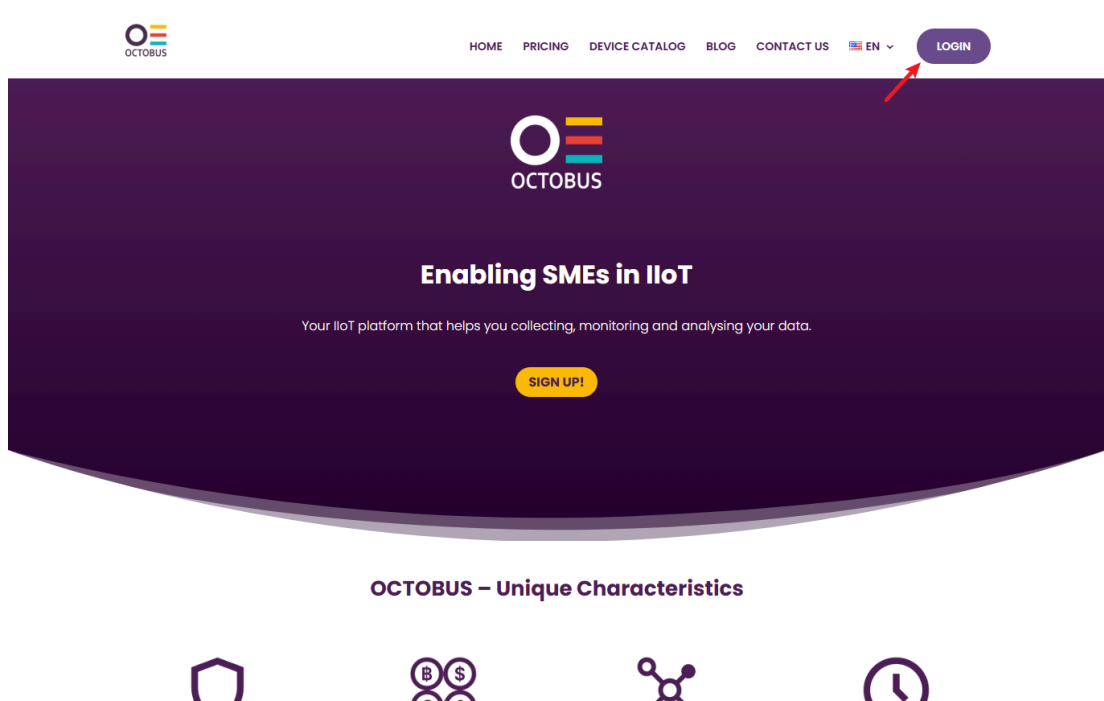 OCTOBUS
HOME PRICING DEVICE CATALOG BLOG CONTACT US EN LOGIN
OCTOBUS
Enabling SMEs in IIoT
Your IIoT platform that helps you collecting, monitoring and analysing your data.
SIGN UP!
OCTOBUS – Unique Characteristics
฿ $